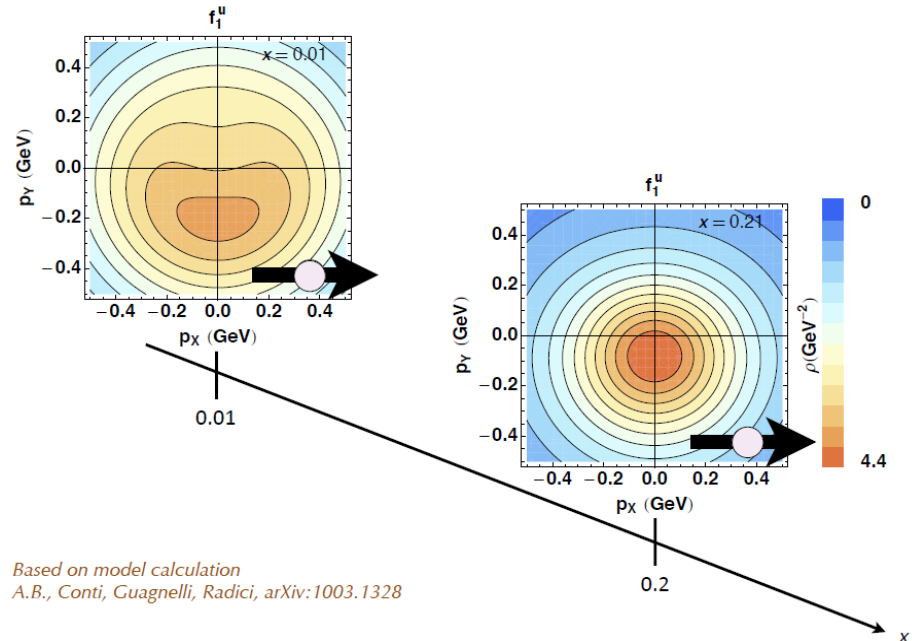 f₁ᵘ
x = 0.01
0.4
0.2
0.0
−0.2
−0.4
pY (GeV)
−0.4 −0.2 0.0 0.2 0.4
pX (GeV)
0.01
f₁ᵘ
x = 0.21
0.4
0.2
0.0
−0.2
−0.4
pY (GeV)
−0.4 −0.2 0.0 0.2 0.4
pX (GeV)
0
ρ(GeV⁻²)
4.4
0.2
x
Based on model calculation
A.B., Conti, Guagnelli, Radici, arXiv:1003.1328